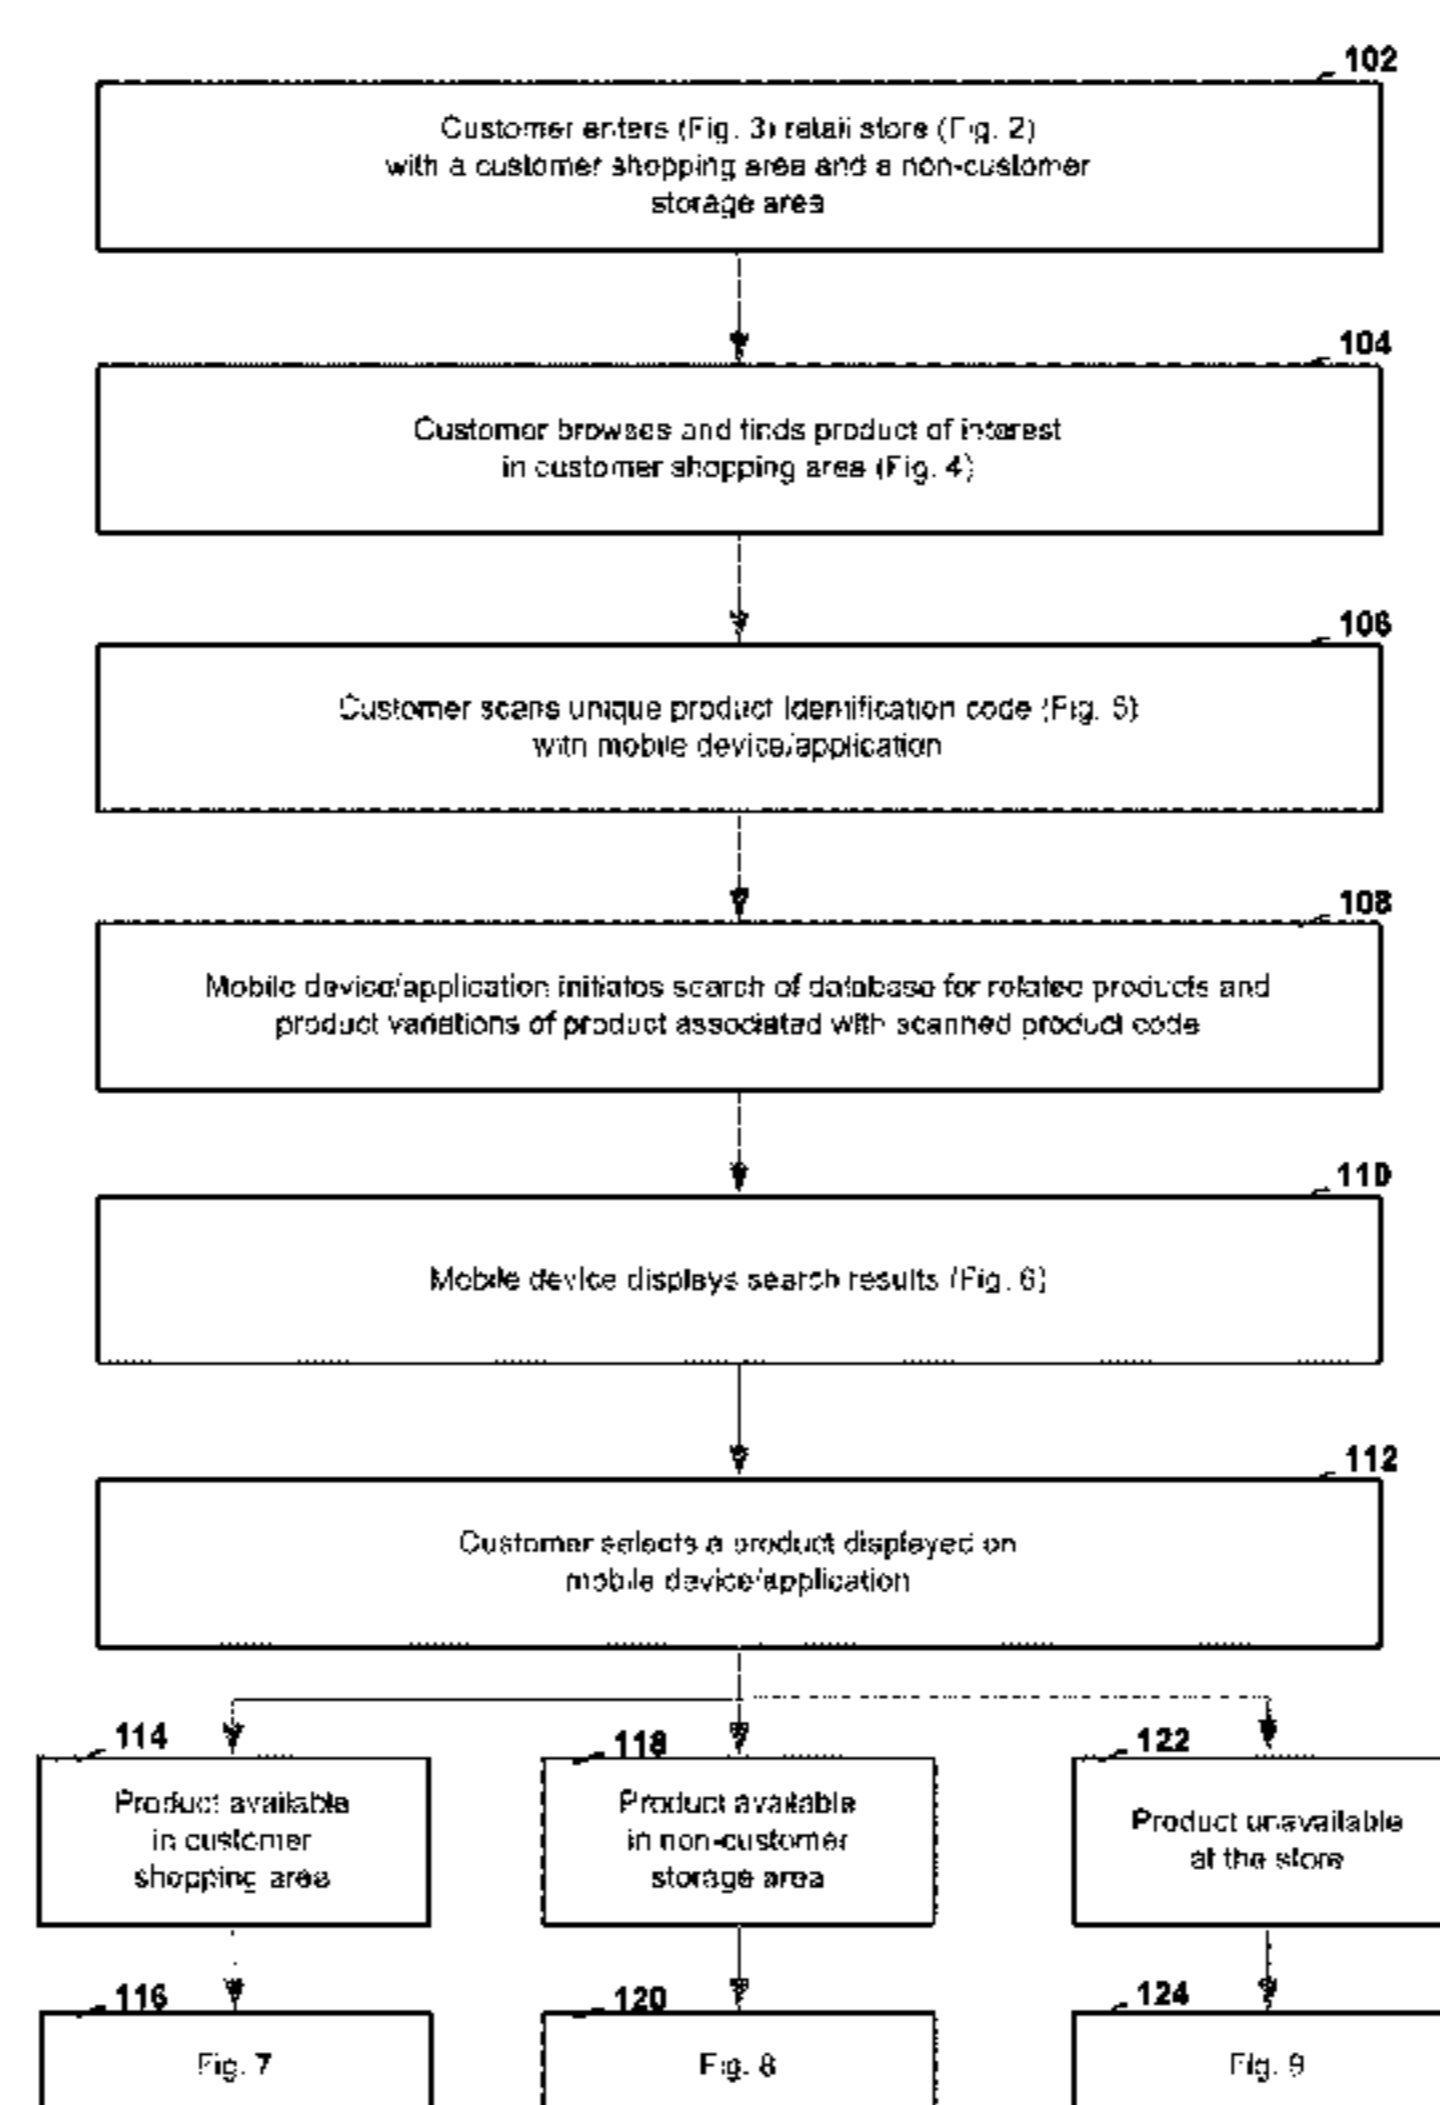 102
Customer enters (Fig. 3) retail store (Fig. 2)
with a customer shopping area and a non-customer
storage area
104
Customer browses and finds product of interest
in customer shopping area (Fig. 4)
106
Customer scans unique product identification code (Fig. 5)
with mobile device/application
108
Mobile device/application initiates search of database for related products and
product variations of product associated with scanned product code
110
Mobile device displays search results (Fig. 6)
112
Customer selects a product displayed on
mobile device/application
114
Product available
in customer
shopping area
118
Product available
in non-customer
storage area
122
Product unavailable
at the store
116
Fig. 7
120
Fig. 8
124
Fig. 9